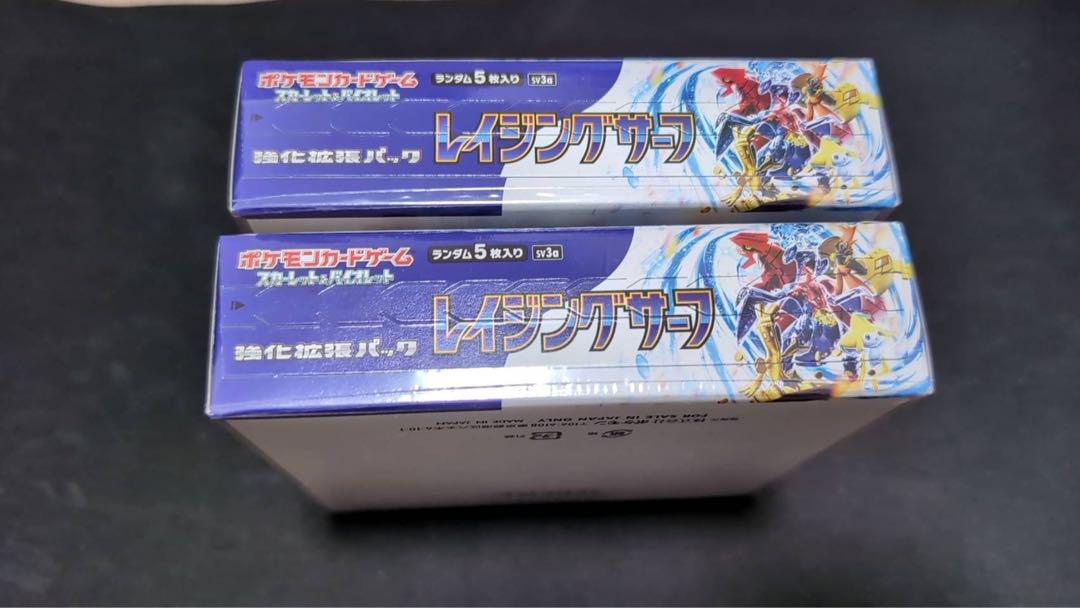 ポケモンカードゲーム
スカーレット&バイオレット
ランダム5枚入り sv3a
強化拡張パック
レイジングサーフ
ポケモンカードゲーム
スカーレット&バイオレット
ランダム5枚入り sv3a
強化拡張パック
レイジングサーフ
FOR SALE IN JAPAN ONLY
MADE IN JAPAN